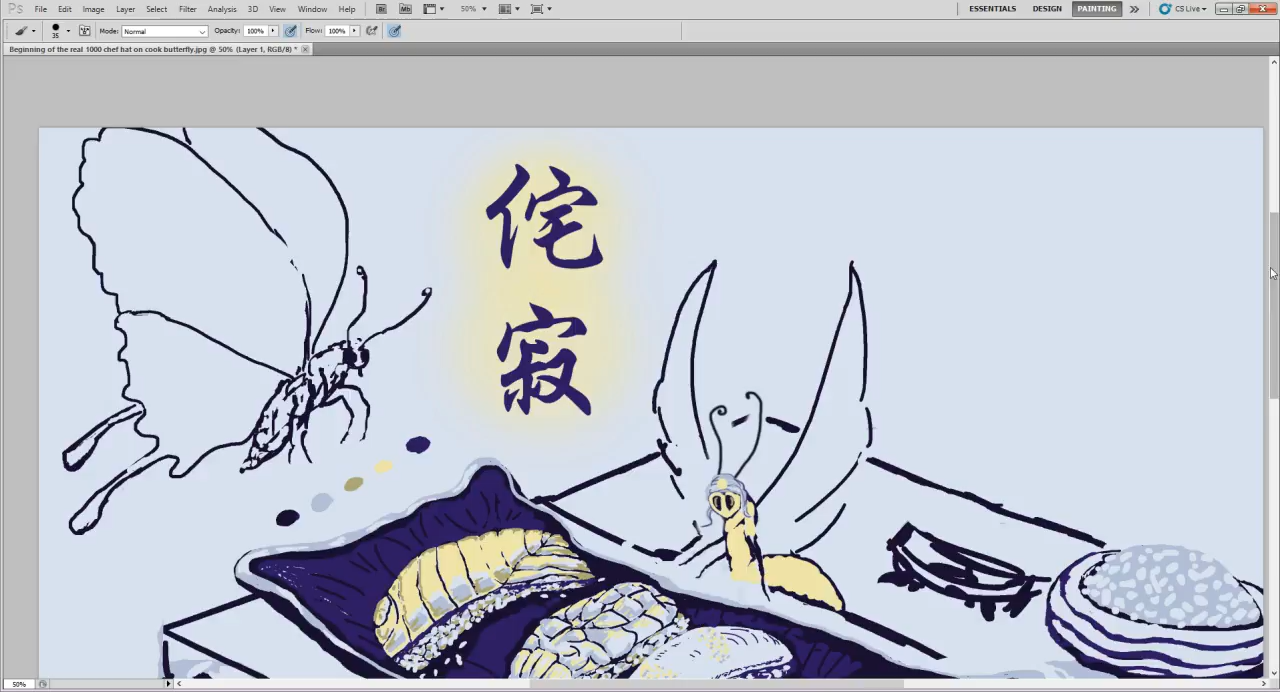 Ps File Edit Image Layer Select Filter Analysis 3D View Window Help Br Mb 50% ESSENTIALS DESIGN PAINTING CS Live
35 Mode: Normal Opacity: 100% Flow: 100%
Beginning of the real 1000 chef hat on cook butterfly.jpg @ 50% (Layer 1, RGB/8) *
侘
寂
50%